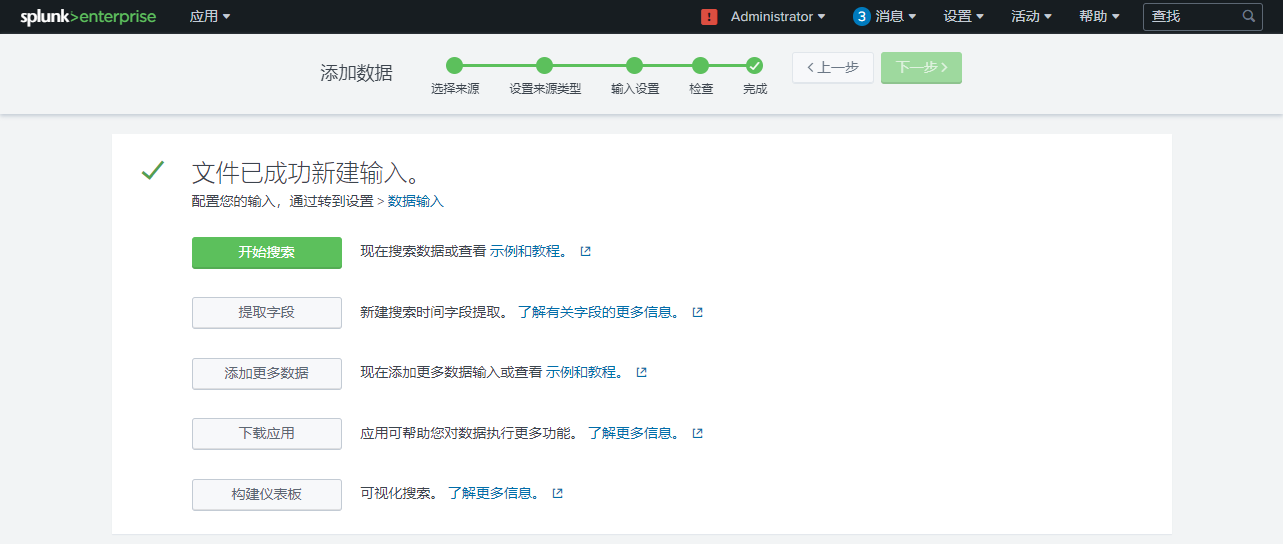 splunk>enterprise 应用 ! Administrator 3 消息 设置 活动 帮助 查找
添加数据 选择来源 设置来源类型 输入设置 检查 完成 <上一步 下一步>
文件已成功新建输入。
配置您的输入，通过转到设置 > 数据输入
开始搜索 现在搜索数据或查看 示例和教程。
提取字段 新建搜索时间字段提取。 了解有关字段的更多信息。
添加更多数据 现在添加更多数据输入或查看 示例和教程。
下载应用 应用可帮助您对数据执行更多功能。 了解更多信息。
构建仪表板 可视化搜索。 了解更多信息。